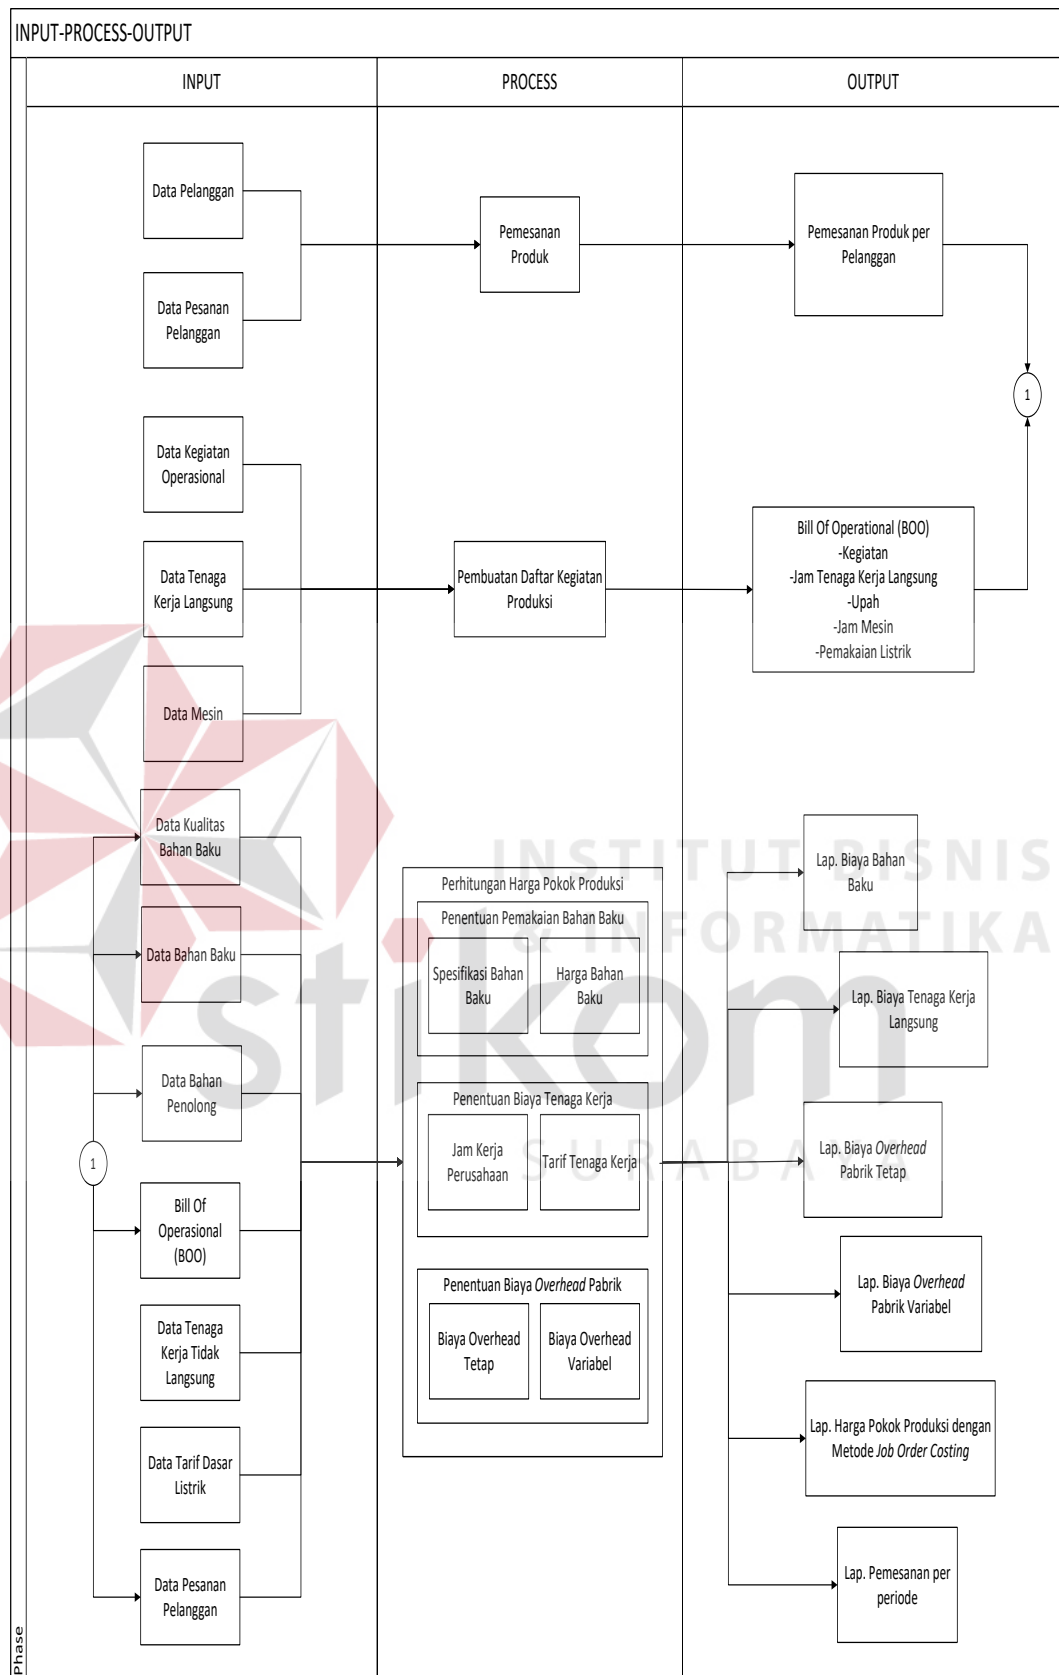 INPUT-PROCESS-OUTPUT
INPUT
PROCESS
OUTPUT
Data Pelanggan
Data Pesanan
Pelanggan
Pemesanan
Produk
Pemesanan Produk per
Pelanggan
1
Data Kegiatan
Operasional
Data Tenaga
Kerja Langsung
Data Mesin
Pembuatan Daftar Kegiatan
Produksi
Bill Of Operational (BOO)
-Kegiatan
-Jam Tenaga Kerja Langsung
-Upah
-Jam Mesin
-Pemakaian Listrik
Data Kualitas
Bahan Baku
Data Bahan Baku
Data Bahan
Penolong
1
Bill Of
Operasional
(BOO)
Data Tenaga
Kerja Tidak
Langsung
Data Tarif Dasar
Listrik
Data Pesanan
Pelanggan
Perhitungan Harga Pokok Produksi
Penentuan Pemakaian Bahan Baku
Spesifikasi Bahan
Baku
Harga Bahan
Baku
Penentuan Biaya Tenaga Kerja
Jam Kerja
Perusahaan
Tarif Tenaga Kerja
Penentuan Biaya Overhead Pabrik
Biaya Overhead
Tetap
Biaya Overhead
Variabel
Lap. Biaya Bahan
Baku
Lap. Biaya Tenaga Kerja
Langsung
Lap. Biaya Overhead
Pabrik Tetap
Lap. Biaya Overhead
Pabrik Variabel
Lap. Harga Pokok Produksi dengan
Metode Job Order Costing
Lap. Pemesanan per
periode
Phase
INSTITUT BISNIS
& INFORMATIKA
stikom
SURABAYA